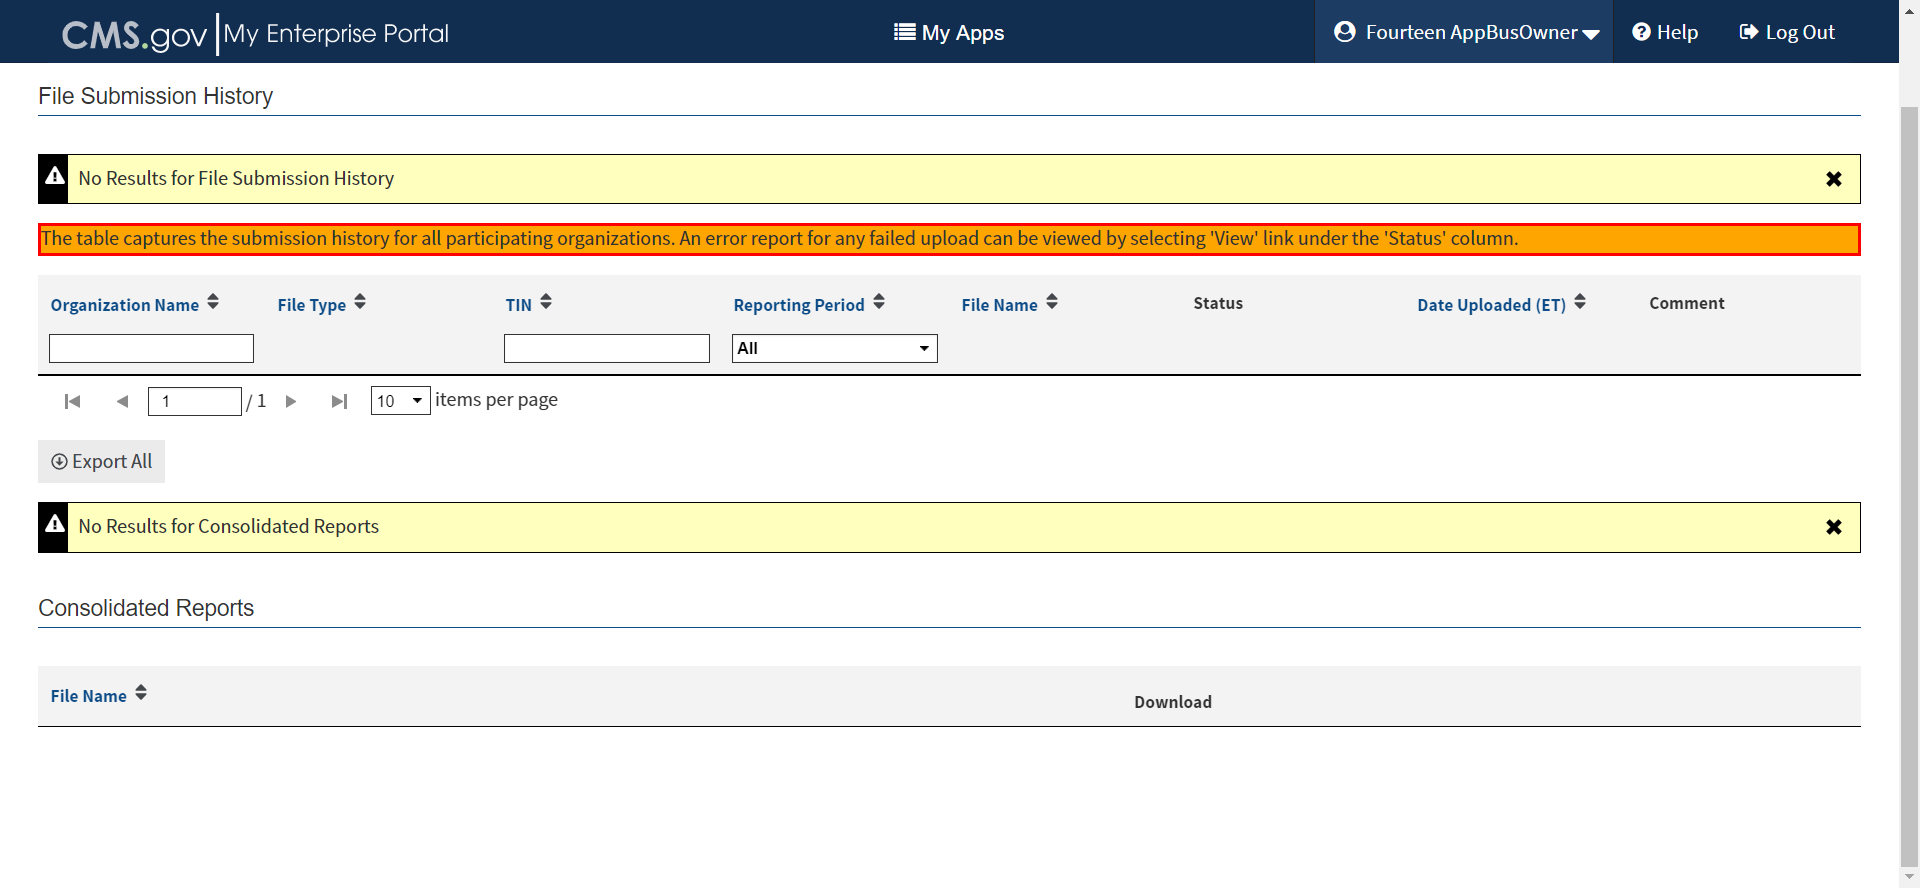 CMS.gov My Enterprise Portal
My Apps
Fourteen AppBusOwner
Help
Log Out
File Submission History
No Results for File Submission History
The table captures the submission history for all participating organizations. An error report for any failed upload can be viewed by selecting 'View' link under the 'Status' column.
Organization Name
File Type
TIN
Reporting Period
File Name
Status
Date Uploaded (ET)
Comment
All
1 / 1
10 items per page
Export All
No Results for Consolidated Reports
Consolidated Reports
File Name
Download